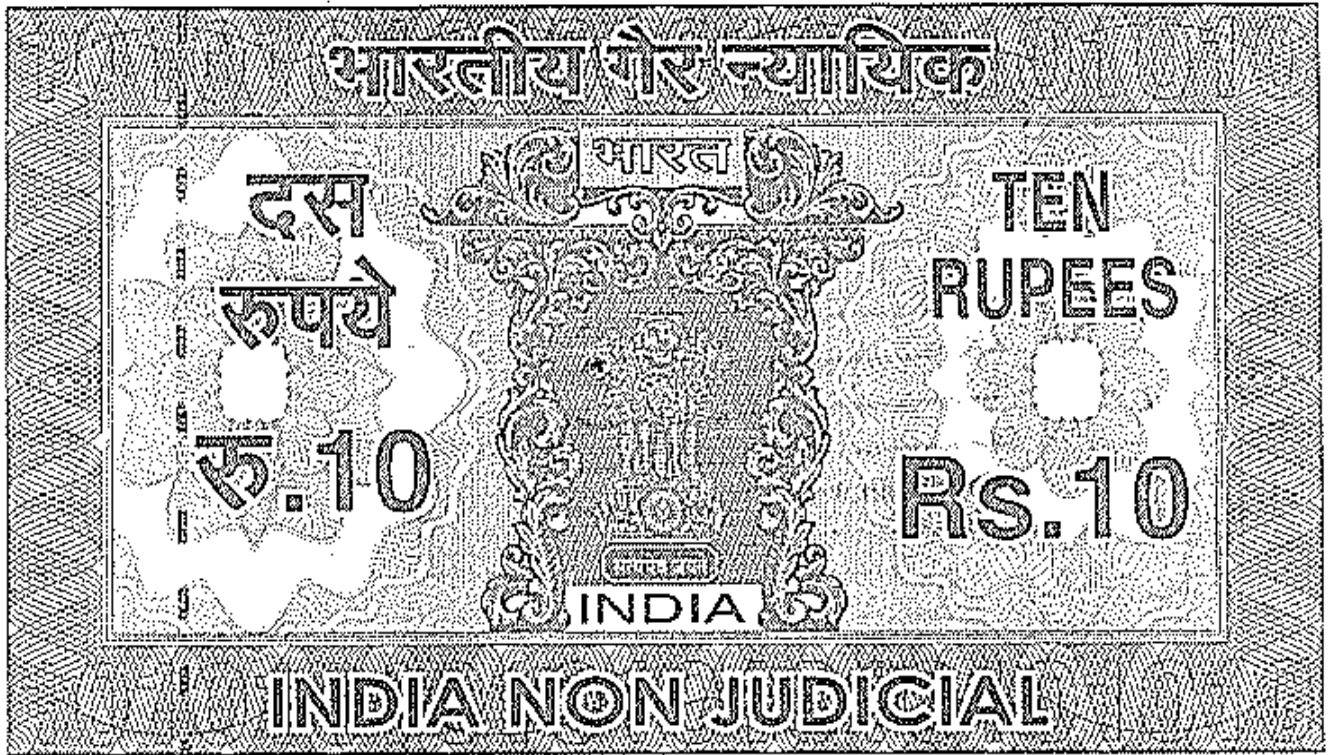 भारतीय गैर न्यायिक
भारत
दस
रुपये
रु.10
TEN
RUPEES
Rs.10
INDIA
INDIA NON JUDICIAL